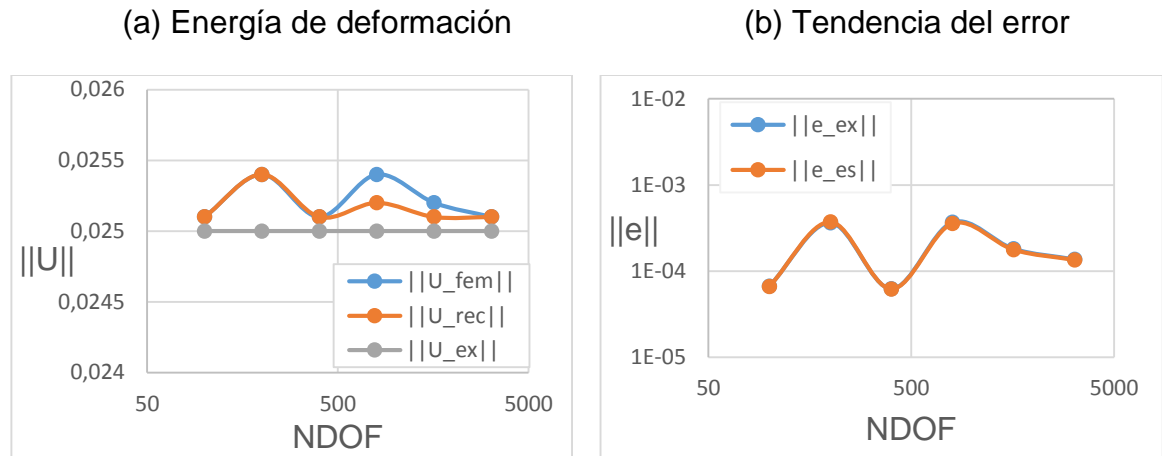 (a) Energía de deformación
(b) Tendencia del error
0,026
0,0255
0,025
0,0245
0,024
||U||
||U_fem||
||U_rec||
||U_ex||
50
500
5000
NDOF
1E-02
1E-03
1E-04
1E-05
||e||
||e_ex||
||e_es||
50
500
5000
NDOF